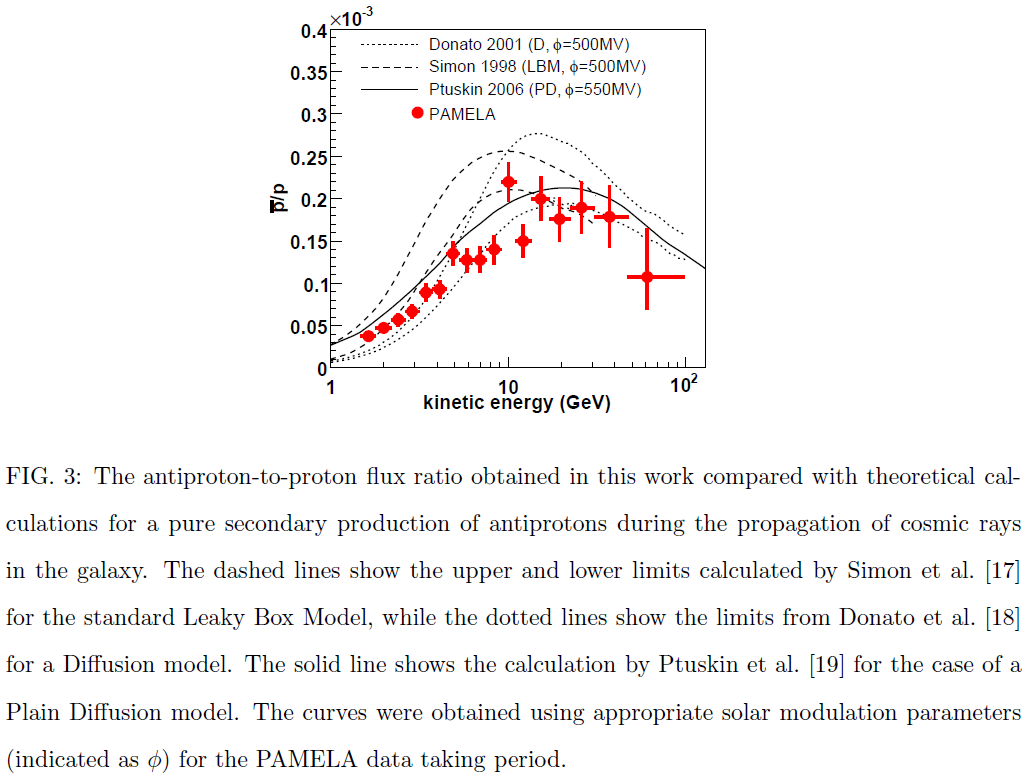 ×10⁻³
0.4
0.35
0.3
0.25
0.2
0.15
0.1
0.05
0
p̅/p
Donato 2001 (D, ϕ=500MV)
Simon 1998 (LBM, ϕ=500MV)
Ptuskin 2006 (PD, ϕ=550MV)
PAMELA
1
10
10²
kinetic energy (GeV)
FIG. 3: The antiproton-to-proton flux ratio obtained in this work compared with theoretical cal-
culations for a pure secondary production of antiprotons during the propagation of cosmic rays
in the galaxy. The dashed lines show the upper and lower limits calculated by Simon et al. [17]
for the standard Leaky Box Model, while the dotted lines show the limits from Donato et al. [18]
for a Diffusion model. The solid line shows the calculation by Ptuskin et al. [19] for the case of a
Plain Diffusion model. The curves were obtained using appropriate solar modulation parameters
(indicated as ϕ) for the PAMELA data taking period.